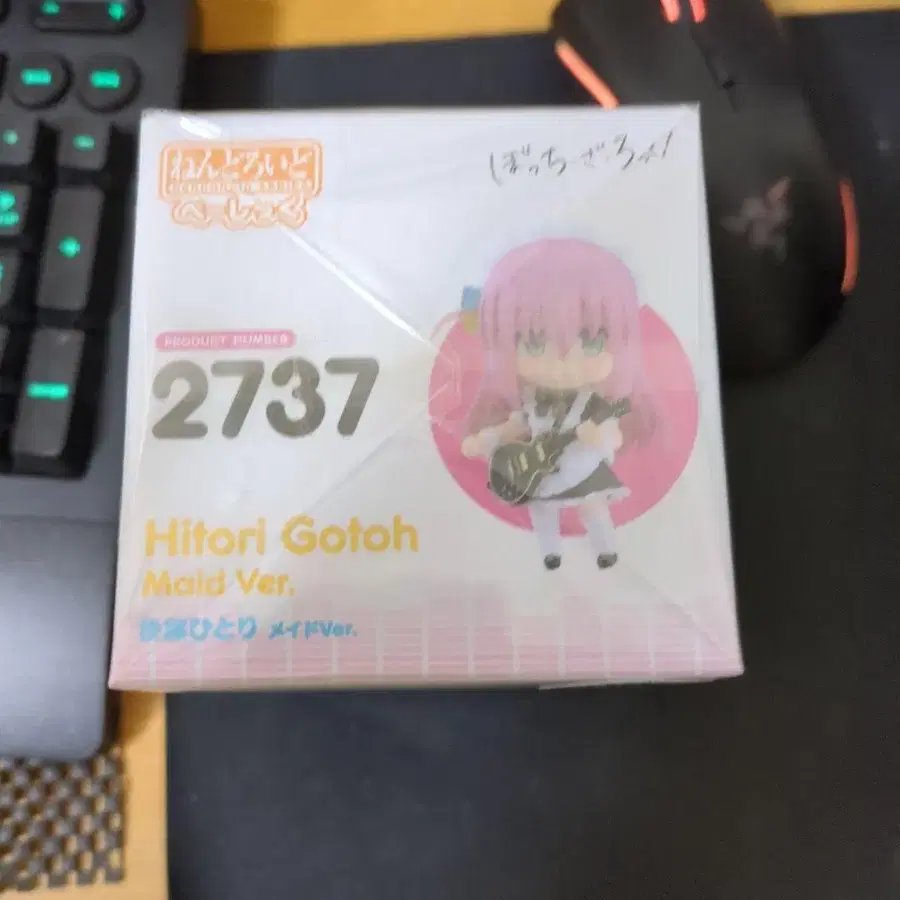 ねんどろいど
べーしっく
ぼっち・ざ・ろっく!
PRODUCT NUMBER
2737
Hitori Gotoh
Maid Ver.
後藤ひとり メイドVer.